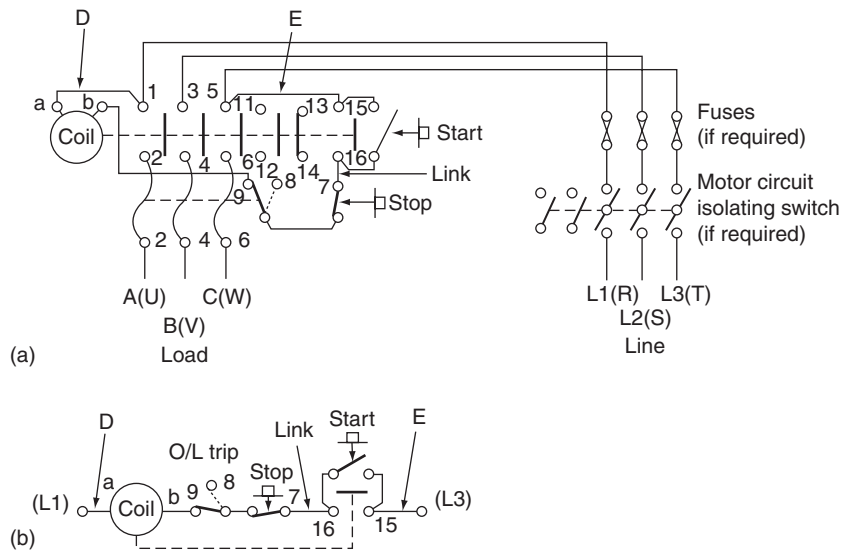 D
E
1 3 5 11 13 15
a b
Coil
Start
2 4 6 12 14 16
Link
9 8 7
Stop
2 4 6
A(U) C(W)
B(V)
Load
Fuses
(if required)
Motor circuit
isolating switch
(if required)
L1(R) L3(T)
L2(S)
Line
(a)
D
O/L trip
Link
Start
E
Stop
(L1) a Coil b 9 8 7 16 15 (L3)
(b)